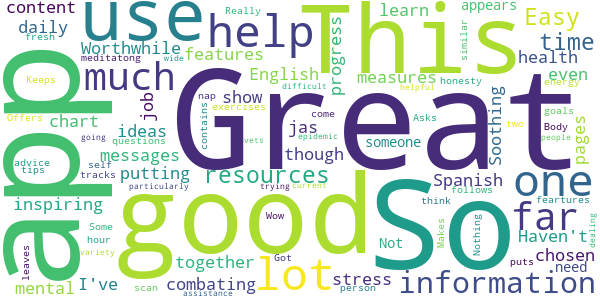 content
use
This
learn
appears
daily
Really
fresh
help
similar
Easy
Worthwhile
features
progress
time
meditatong
wide
much
English
measures
health
Keeps
difficult
honesty
even
helpful
app
Great
job
nap
show
exercises
energy
Offers
contains
come
Soothing
two
goals
chart
ideas
jas
Asks
pages
questions
vets
epidemic
Body
going
messages
though
someone
people
advice
self
putting
resources
Spanish
one
tips
tracks
particularly
trying
current
follows
inspiring
good
So
think
feartures
far
Wow
Some
together
Not
Makes
Nothing
Haven't
dealing
hour
variety
Got
lot
puts
chosen
leaves
mental
I've
scan
combating
assistance
stress
person
information
need